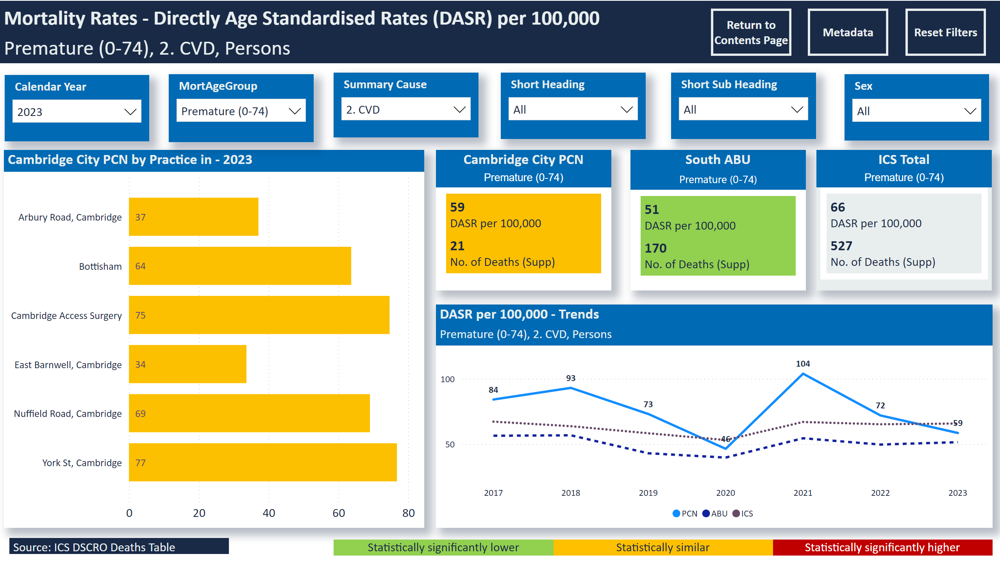 Mortality Rates - Directly Age Standardised Rates (DASR) per 100,000
Premature (0-74), 2. CVD, Persons
Return to
Contents Page
Metadata
Reset Filters
Calendar Year
2023
MortAgeGroup
Premature (0-74)
Summary Cause
2. CVD
Short Heading
All
Short Sub Heading
All
Sex
All
Cambridge City PCN by Practice in - 2023
Arbury Road, Cambridge
37
Bottisham
64
Cambridge Access Surgery
75
East Barnwell, Cambridge
34
Nuffield Road, Cambridge
69
York St, Cambridge
77
0 20 40 60 80
Cambridge City PCN
Premature (0-74)
59
DASR per 100,000
21
No. of Deaths (Supp)
South ABU
Premature (0-74)
51
DASR per 100,000
170
No. of Deaths (Supp)
ICS Total
Premature (0-74)
66
DASR per 100,000
527
No. of Deaths (Supp)
DASR per 100,000 - Trends
Premature (0-74), 2. CVD, Persons
100
50
84
93
73
46
104
72
59
2017 2018 2019 2020 2021 2022 2023
PCN ABU ICS
Source: ICS DSCRO Deaths Table
Statistically significantly lower
Statistically similar
Statistically significantly higher